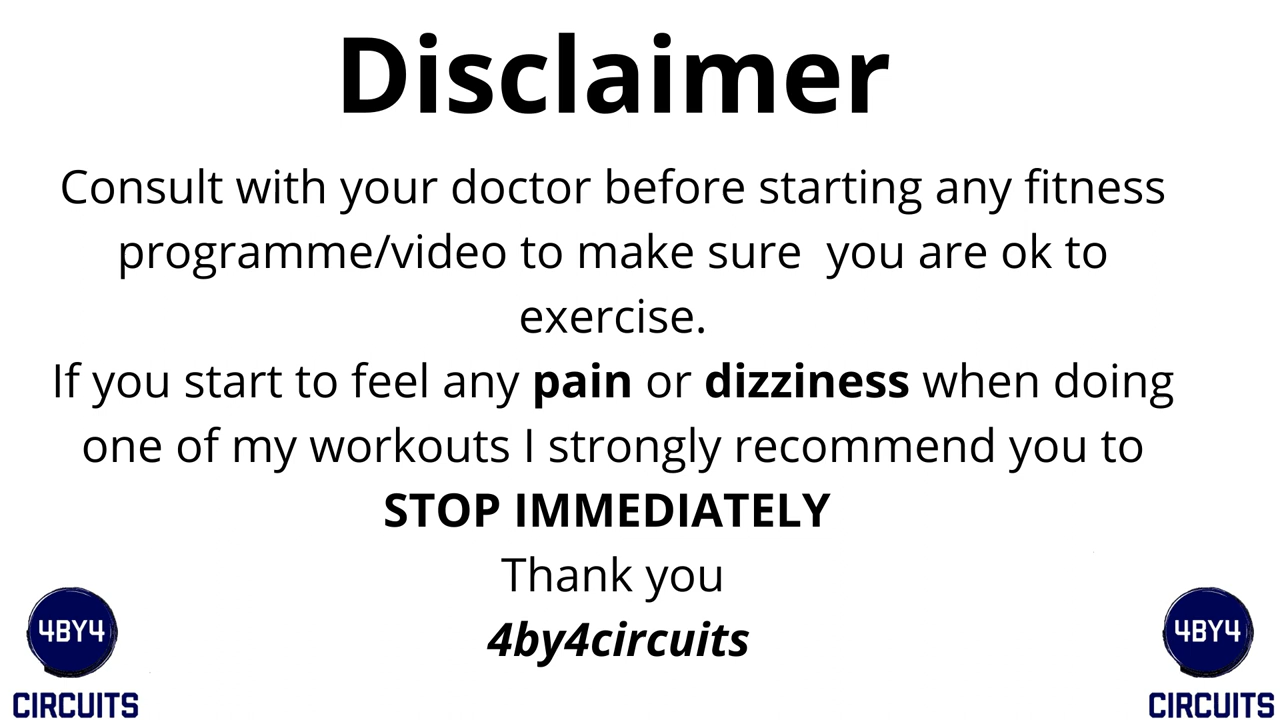 Disclaimer
Consult with your doctor before starting any fitness
programme/video to make sure  you are ok to
exercise.
If you start to feel any pain or dizziness when doing
one of my workouts I strongly recommend you to
STOP IMMEDIATELY
Thank you
4by4circuits
4BY4
CIRCUITS
4BY4
CIRCUITS